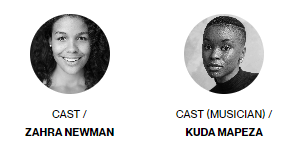 CAST /
ZAHRA NEWMAN
CAST (MUSICIAN) /
KUDA MAPEZA